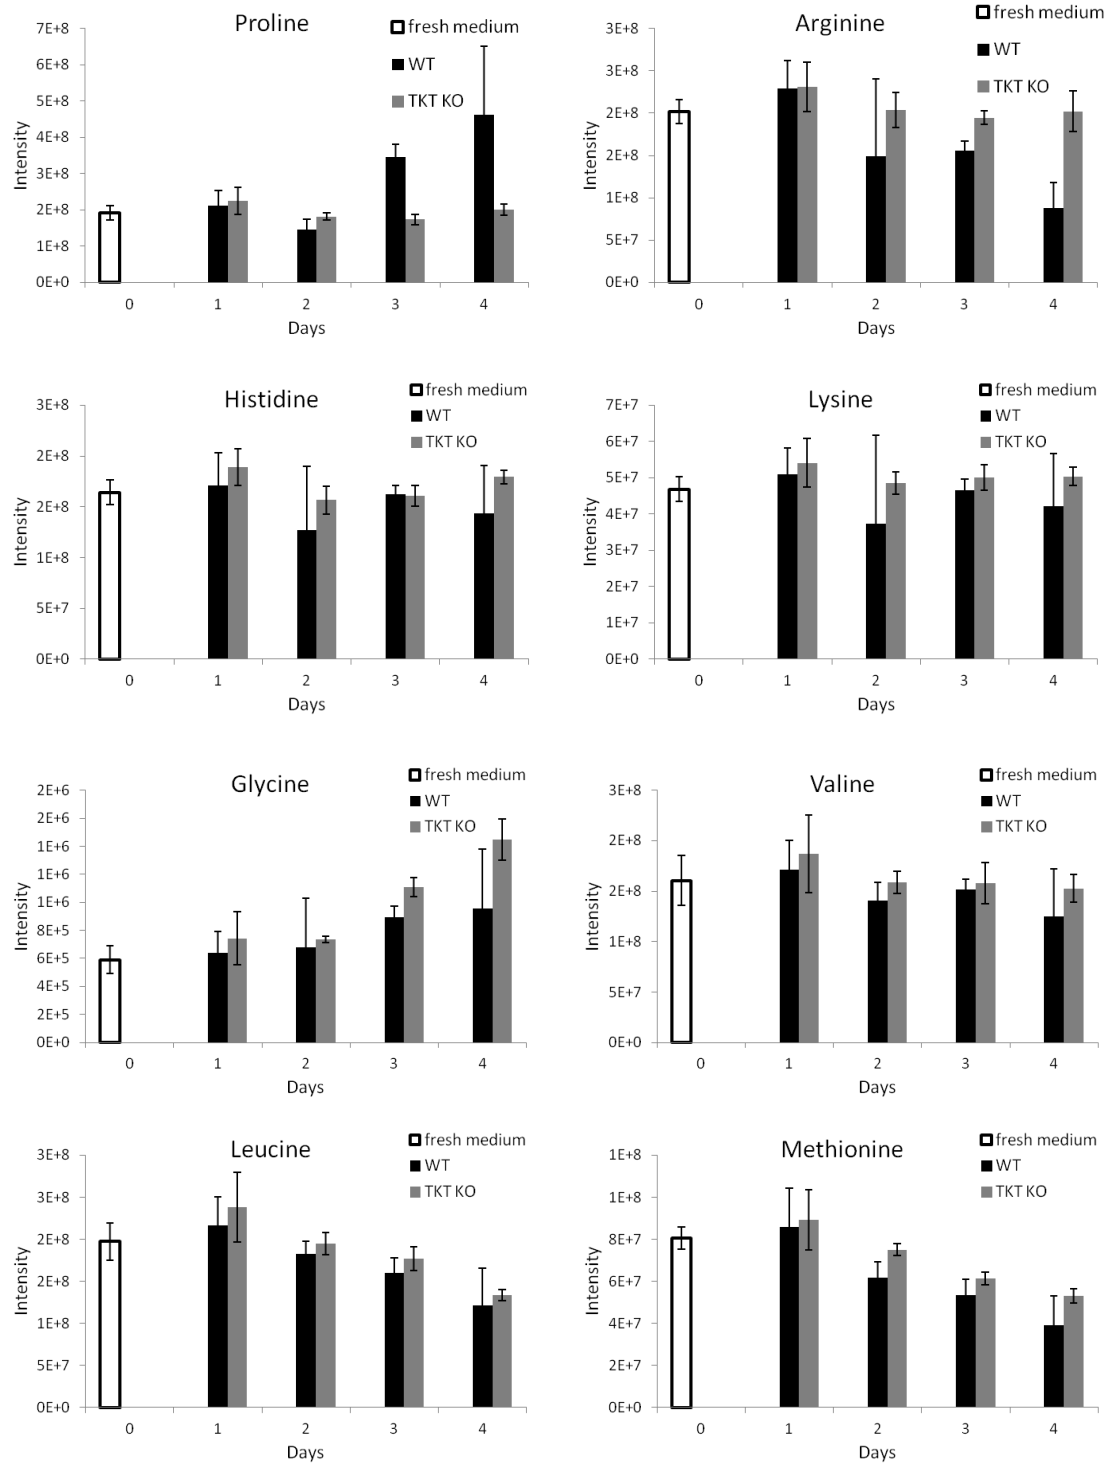 Proline
fresh medium
WT
TKT KO
7E+8
6E+8
5E+8
4E+8
3E+8
2E+8
1E+8
0E+0
Intensity
0 1 2 3 4
Days
Arginine
fresh medium
WT
TKT KO
3E+8
3E+8
2E+8
2E+8
1E+8
5E+7
0E+0
Intensity
0 1 2 3 4
Days
Histidine
fresh medium
WT
TKT KO
3E+8
2E+8
2E+8
1E+8
5E+7
0E+0
Intensity
0 1 2 3 4
Days
Lysine
fresh medium
WT
TKT KO
7E+7
6E+7
5E+7
4E+7
3E+7
2E+7
1E+7
0E+0
Intensity
0 1 2 3 4
Days
Glycine
fresh medium
WT
TKT KO
2E+6
2E+6
1E+6
1E+6
1E+6
8E+5
6E+5
4E+5
2E+5
0E+0
Intensity
0 1 2 3 4
Days
Valine
fresh medium
WT
TKT KO
3E+8
2E+8
2E+8
1E+8
5E+7
0E+0
Intensity
0 1 2 3 4
Days
Leucine
fresh medium
WT
TKT KO
3E+8
3E+8
2E+8
2E+8
1E+8
5E+7
0E+0
Intensity
0 1 2 3 4
Days
Methionine
fresh medium
WT
TKT KO
1E+8
1E+8
8E+7
6E+7
4E+7
2E+7
0E+0
Intensity
0 1 2 3 4
Days